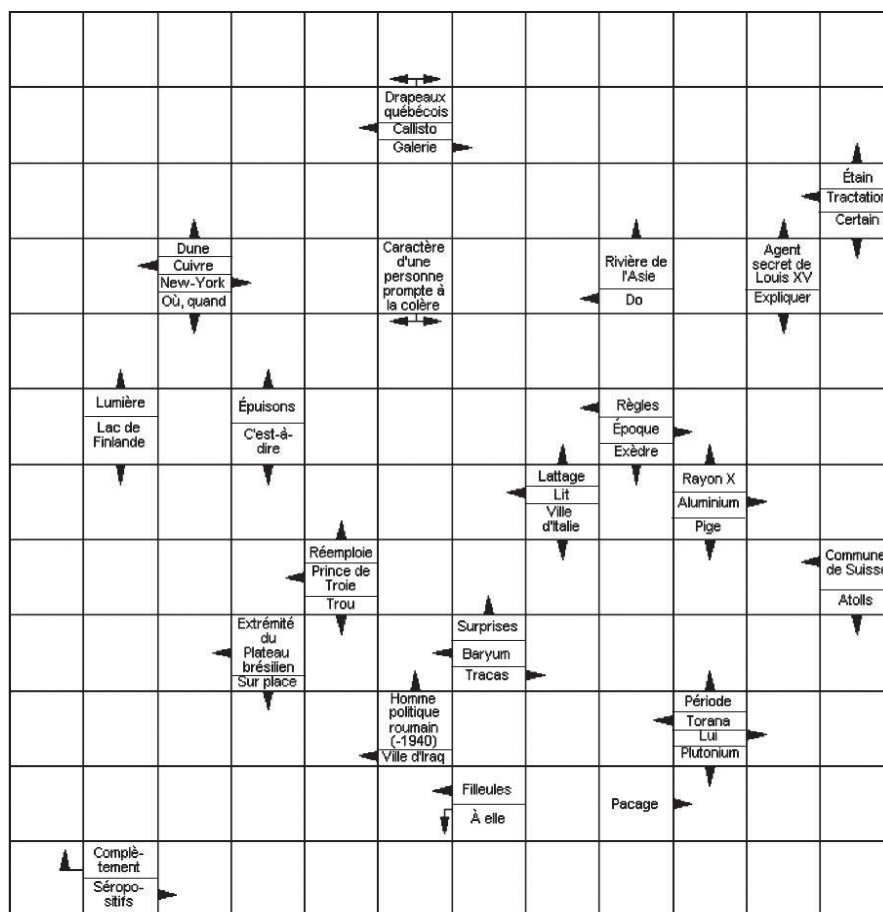 Drapeaux
québécois
Callisto
Galerie
Étain
Tractation
Certain
Dune
Cuivre
New-York
Où, quand
Caractère
d'une
personne
prompte à
la colère
Rivière de
l'Asie
Do
Agent
secret de
Louis XV
Expliquer
Lumière
Lac de
Finlande
Épuisons
C'est-à-
dire
Règles
Époque
Exèdre
Lattage
Lit
Ville
d'Italie
Rayon X
Aluminium
Pige
Réemploie
Prince de
Troie
Trou
Commune
de Suisse
Atolls
Extrémité
du
Plateau
brésilien
Sur place
Surprises
Baryum
Tracas
Homme
politique
roumain
(-1940)
Ville d'Iraq
Période
Torana
Lui
Plutonium
Filleules
À elle
Pacage
Complè-
tement
Séropo-
sitifs